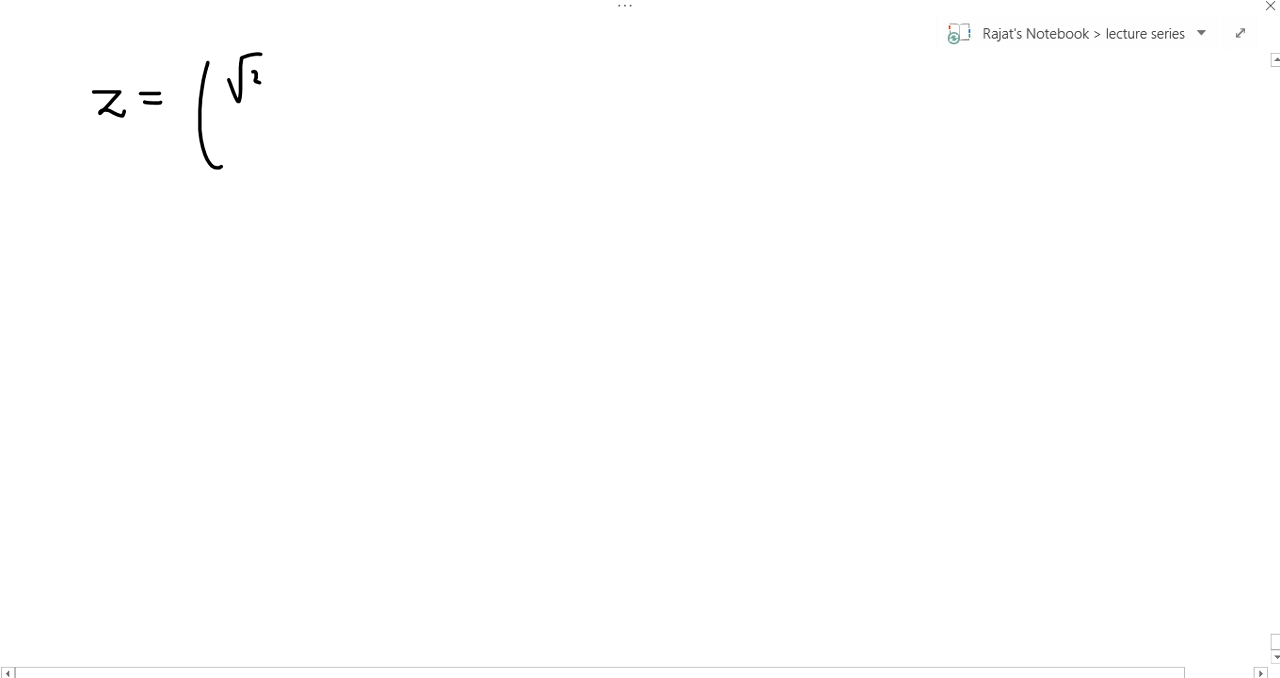 ...
Rajat's Notebook > lecture series
z = ( √2